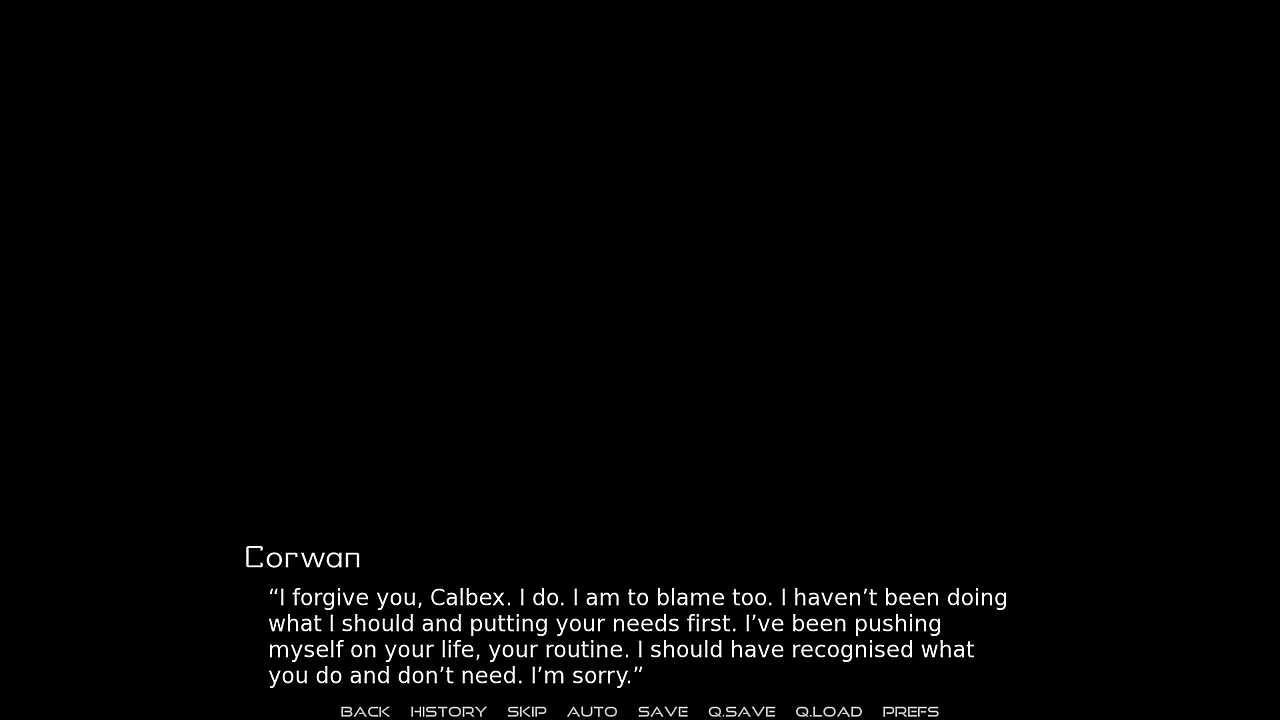 Corwan
“I forgive you, Calbex. I do. I am to blame too. I haven’t been doing
what I should and putting your needs first. I’ve been pushing
myself on your life, your routine. I should have recognised what
you do and don’t need. I’m sorry.”
BACK HISTORY SKIP AUTO SAVE Q.SAVE Q.LOAD PREFS